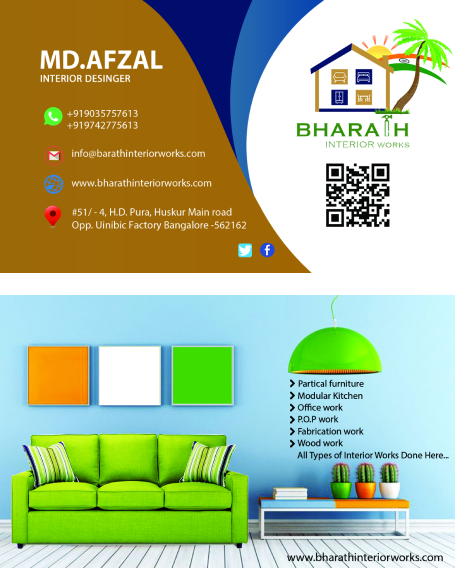 MD.AFZAL
INTERIOR DESINGER
+919035757613
+919742775613
info@barathinteriorworks.com
www.bharathinteriorworks.com
#51/- 4, H.D. Pura, Huskur Main road
Opp. Uinibic Factory Bangalore -562162
BHARATH
INTERIOR WORKS
Partical furniture
Modular Kitchen
Office work
P.O.P work
Fabrication work
Wood work
All Types of Interior Works Done Here...
www.bharathinteriorworks.com